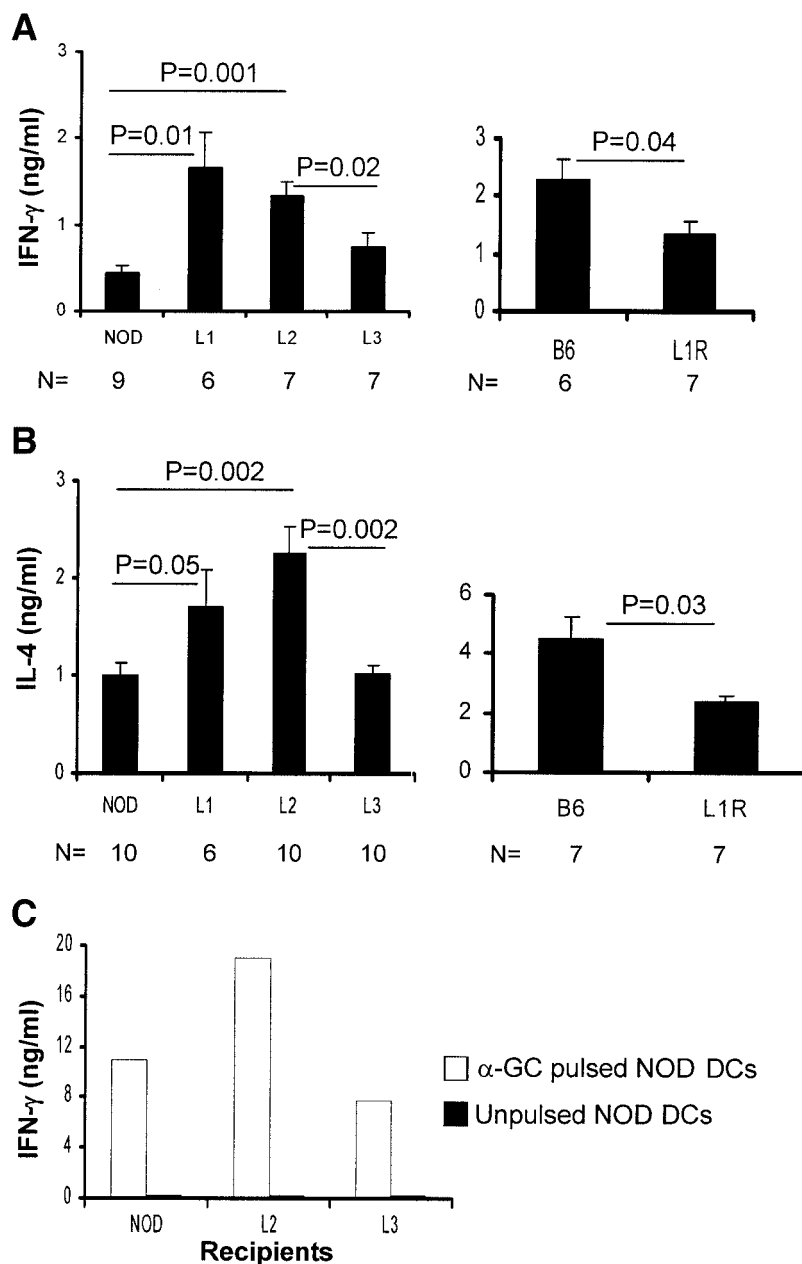 A
IFN-γ (ng/ml)
3
2
1
0
P=0.001
P=0.01
P=0.02
NOD L1 L2 L3
N= 9 6 7 7
3
2
1
0
P=0.04
B6 L1R
N= 6 7
B
IL-4 (ng/ml)
3
2
1
0
P=0.002
P=0.002
P=0.05
NOD L1 L2 L3
N= 10 6 10 10
6
4
2
0
P=0.03
B6 L1R
N= 7 7
C
IFN-γ (ng/ml)
20
16
12
8
4
0
α-GC pulsed NOD DCs
Unpulsed NOD DCs
NOD L2 L3
Recipients